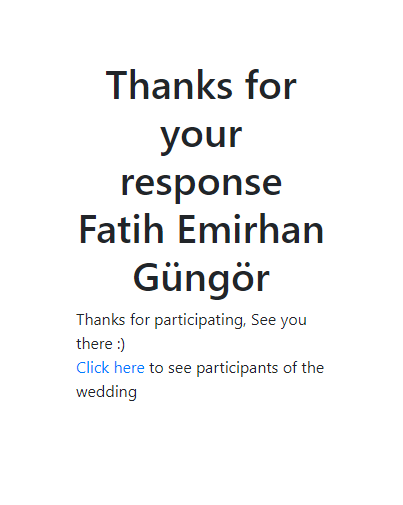 Thanks for
your
response
Fatih Emirhan
Güngör
Thanks for participating, See you
there :)
Click here to see participants of the
wedding